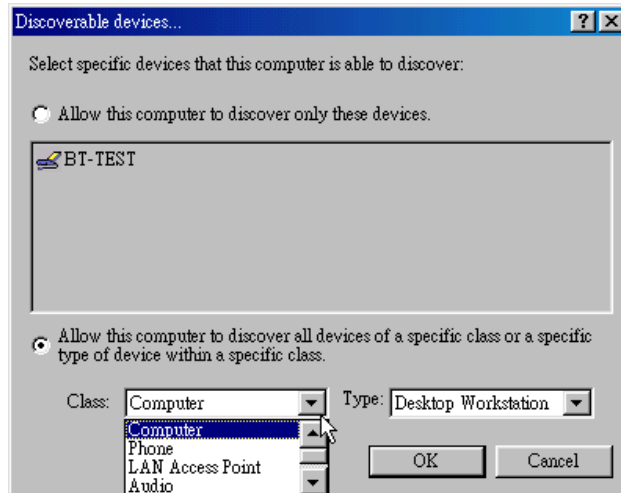 Discoverable devices...
Select specific devices that this computer is able to discover:
Allow this computer to discover only these devices.
BT-TEST
Allow this computer to discover all devices of a specific class or a specific
type of device within a specific class.
Class: Computer Type: Desktop Workstation
Computer
Phone
LAN Access Point
Audio
OK Cancel